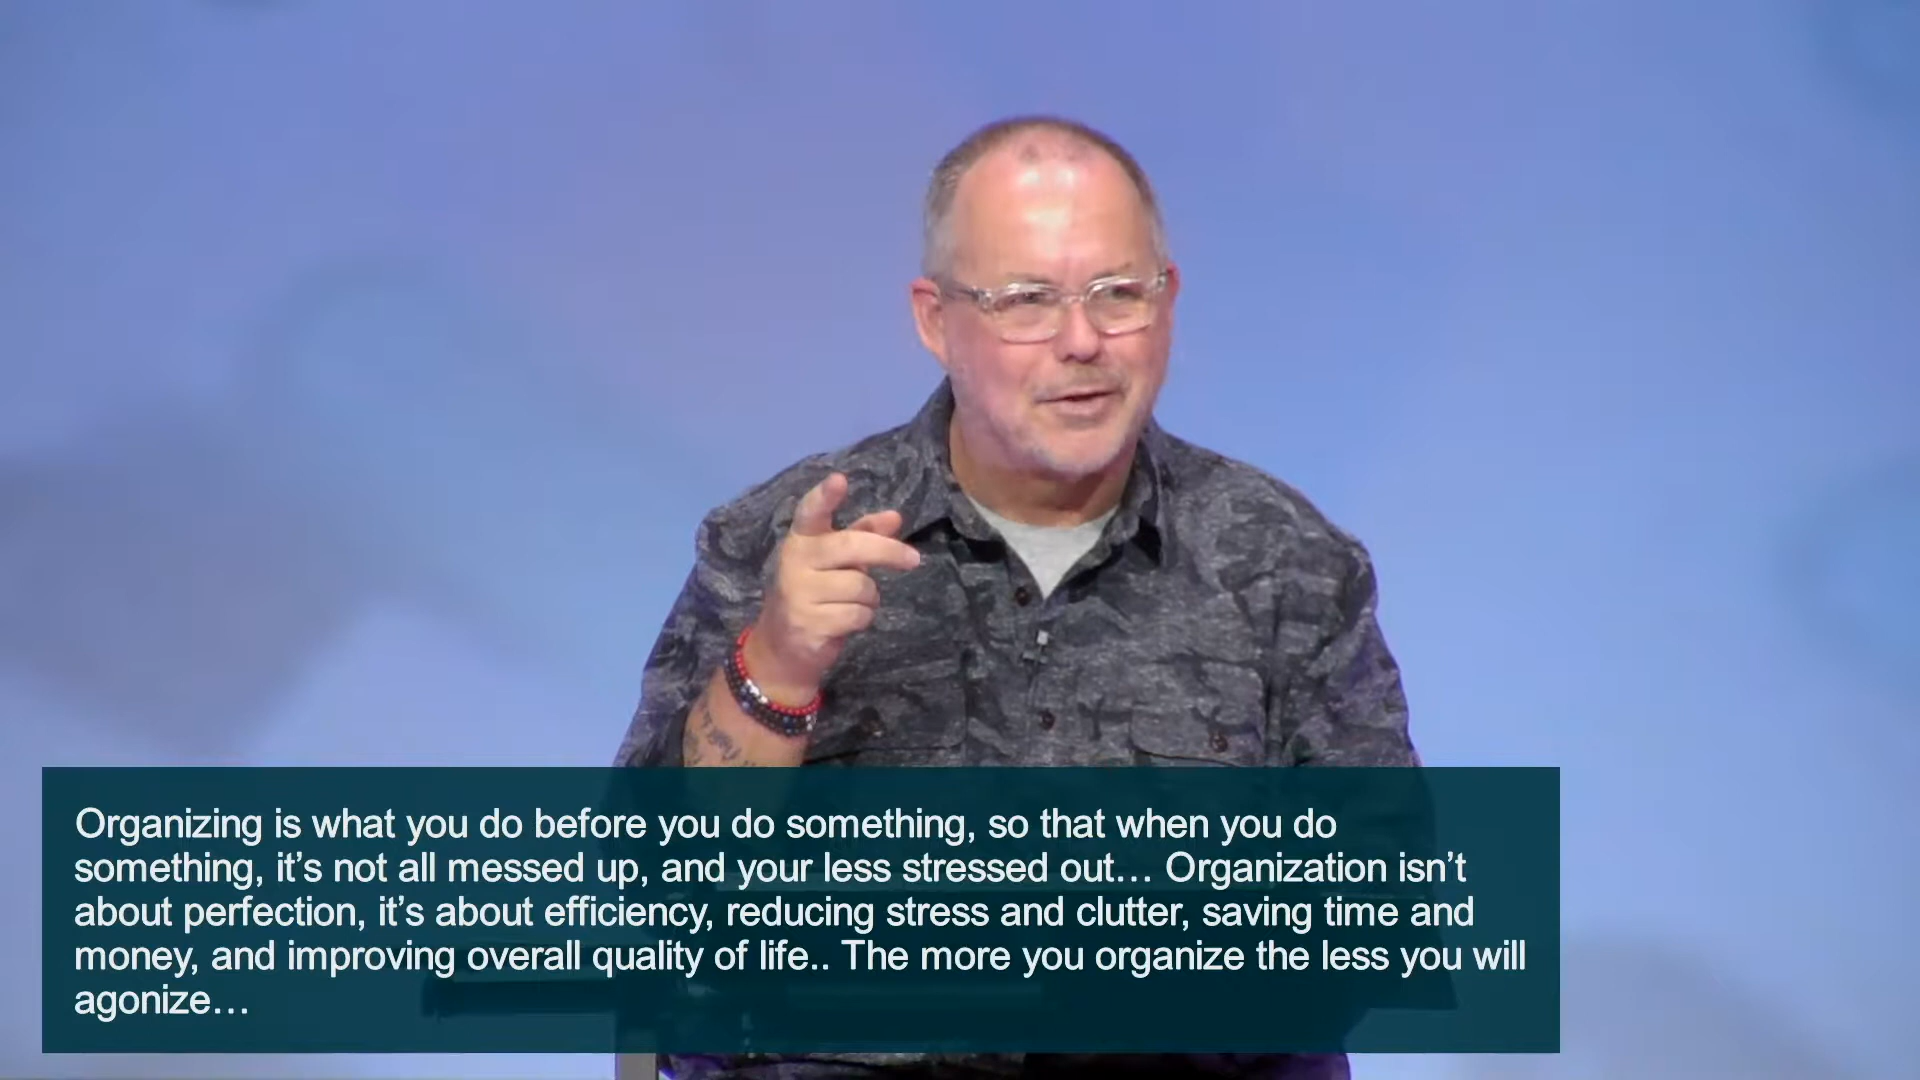 Organizing is what you do before you do something, so that when you do
something, it’s not all messed up, and your less stressed out… Organization isn’t
about perfection, it’s about efficiency, reducing stress and clutter, saving time and
money, and improving overall quality of life.. The more you organize the less you will
agonize…